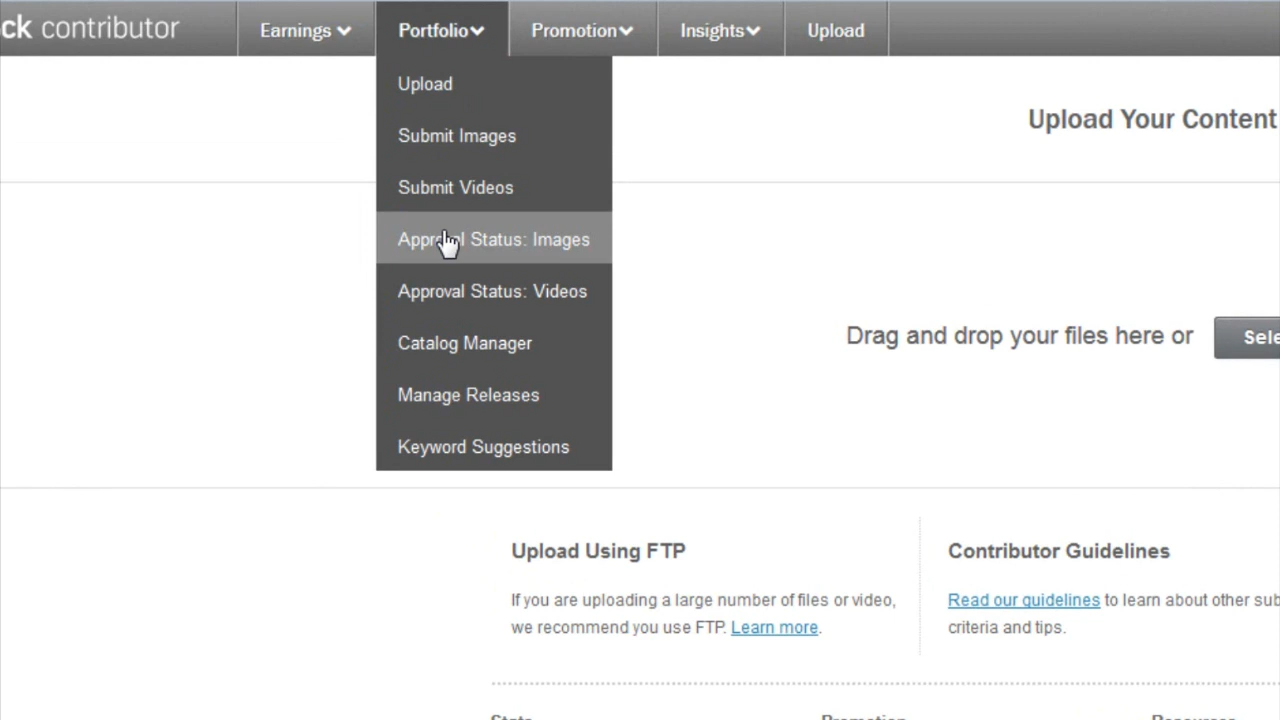 ck contributor
Earnings
Portfolio
Promotion
Insights
Upload
Upload
Submit Images
Submit Videos
Approval Status: Images
Approval Status: Videos
Catalog Manager
Manage Releases
Keyword Suggestions
Upload Your Content
Drag and drop your files here or
Sele
Upload Using FTP
If you are uploading a large number of files or video,
we recommend you use FTP. Learn more.
Contributor Guidelines
Read our guidelines to learn about other sub
criteria and tips.
Stats
Promotion
Resources